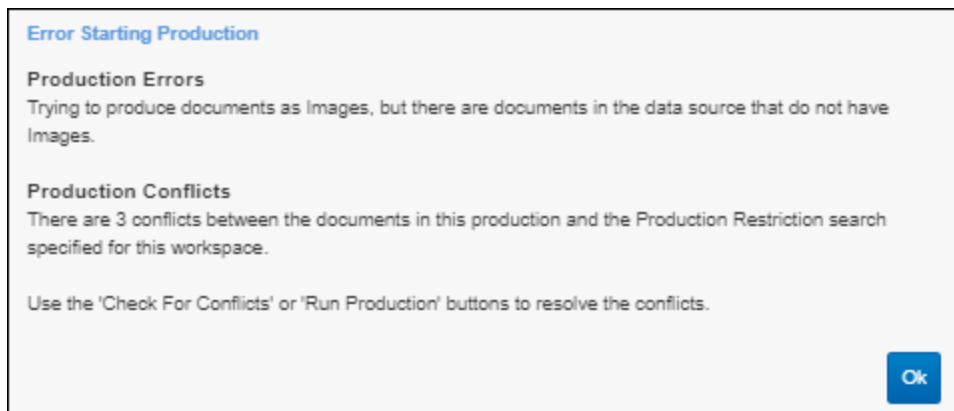 Error Starting Production
Production Errors
Trying to produce documents as Images, but there are documents in the data source that do not have
Images.
Production Conflicts
There are 3 conflicts between the documents in this production and the Production Restriction search
specified for this workspace.
Use the 'Check For Conflicts' or 'Run Production' buttons to resolve the conflicts.
Ok